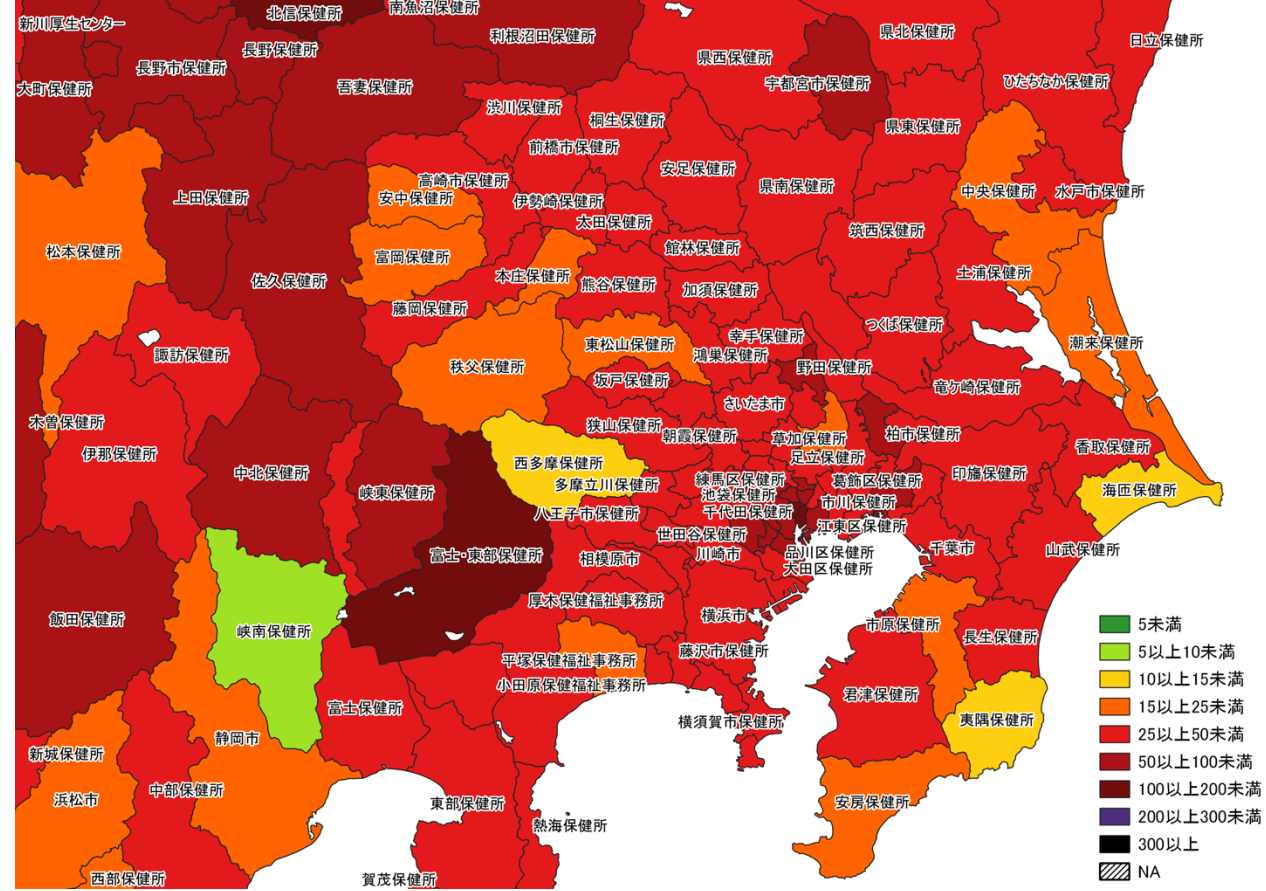 新川厚生センター
北信保健所
南魚沼保健所
利根沼田保健所
県北保健所
日立保健所
長野保健所
長野市保健所
大町保健所
吾妻保健所
県西保健所
宇都宮市保健所
ひたちなか保健所
渋川保健所
桐生保健所
県東保健所
前橋市保健所
安足保健所
県南保健所
高崎市保健所
安中保健所
上田保健所
伊勢崎保健所
太田保健所
中央保健所
水戸市保健所
松本保健所
富岡保健所
館林保健所
筑西保健所
佐久保健所
本庄保健所
熊谷保健所
加須保健所
土浦保健所
藤岡保健所
諏訪保健所
東松山保健所
幸手保健所
鴻巣保健所
つくば保健所
潮来保健所
秩父保健所
坂戸保健所
野田保健所
竜ケ崎保健所
さいたま市
木曽保健所
狭山保健所
朝霞保健所
草加保健所
柏市保健所
香取保健所
伊那保健所
中北保健所
西多摩保健所
足立保健所
印旛保健所
峡東保健所
多摩立川保健所
練馬区保健所
池袋保健所
葛飾区保健所
海匝保健所
八王子市保健所
千代田保健所
市川保健所
江東区保健所
世田谷保健所
富士・東部保健所
相模原市
川崎市
品川区保健所
大田区保健所
千葉市
山武保健所
厚木保健福祉事務所
横浜市
飯田保健所
峡南保健所
市原保健所
長生保健所
平塚保健福祉事務所
藤沢市保健所
小田原保健福祉事務所
君津保健所
富士保健所
横須賀市保健所
夷隅保健所
静岡市
新城保健所
浜松市
中部保健所
東部保健所
熱海保健所
安房保健所
西部保健所
賀茂保健所
5未満
5以上10未満
10以上15未満
15以上25未満
25以上50未満
50以上100未満
100以上200未満
200以上300未満
300以上
NA